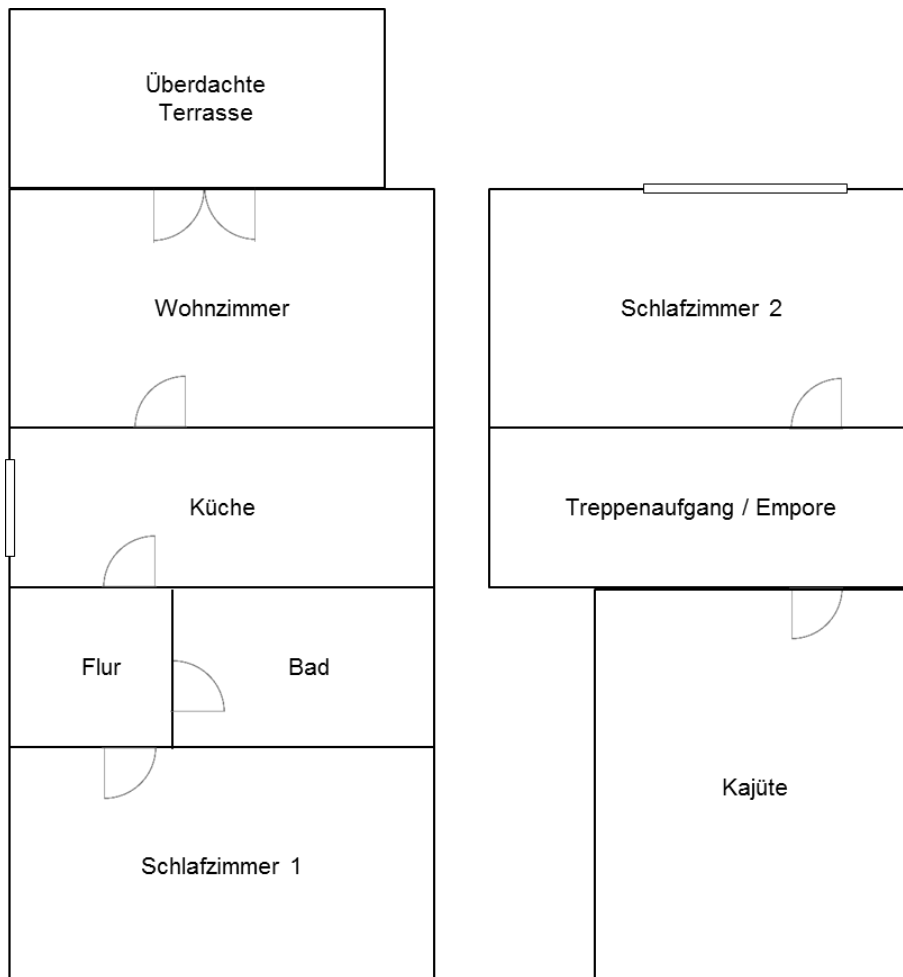 Überdachte
Terrasse
Wohnzimmer
Schlafzimmer 2
Küche
Treppenaufgang / Empore
Flur
Bad
Kajüte
Schlafzimmer 1